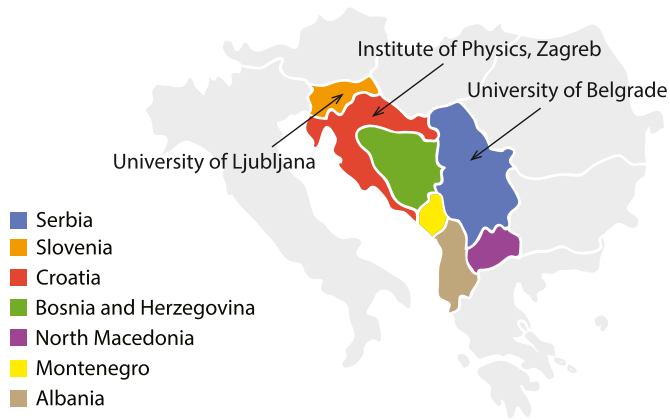 Institute of Physics, Zagreb
University of Belgrade
University of Ljubljana
Serbia
Slovenia
Croatia
Bosnia and Herzegovina
North Macedonia
Montenegro
Albania